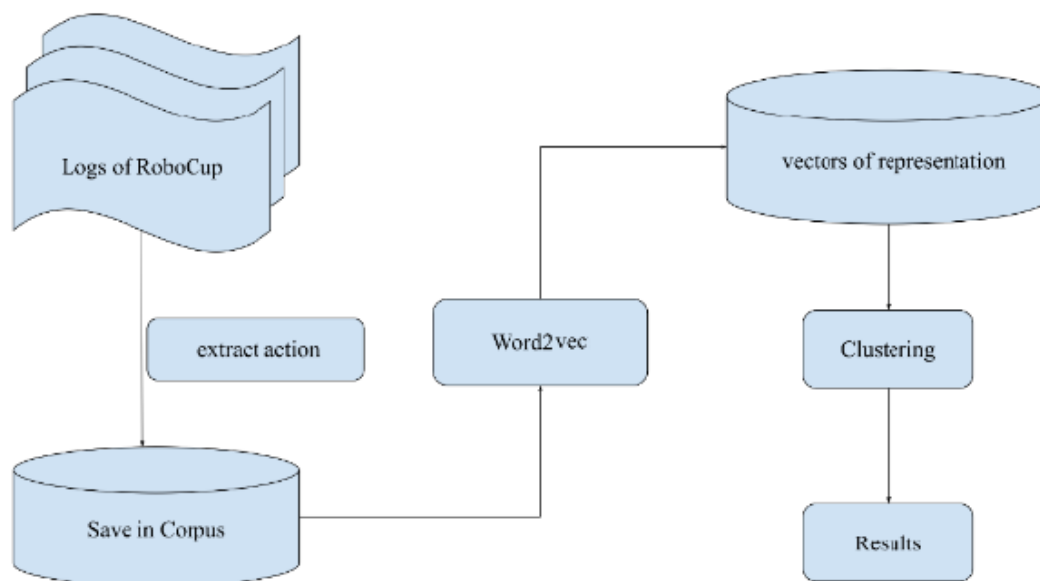 Logs of RoboCup
extract action
Save in Corpus
Word2vec
vectors of representation
Clustering
Results